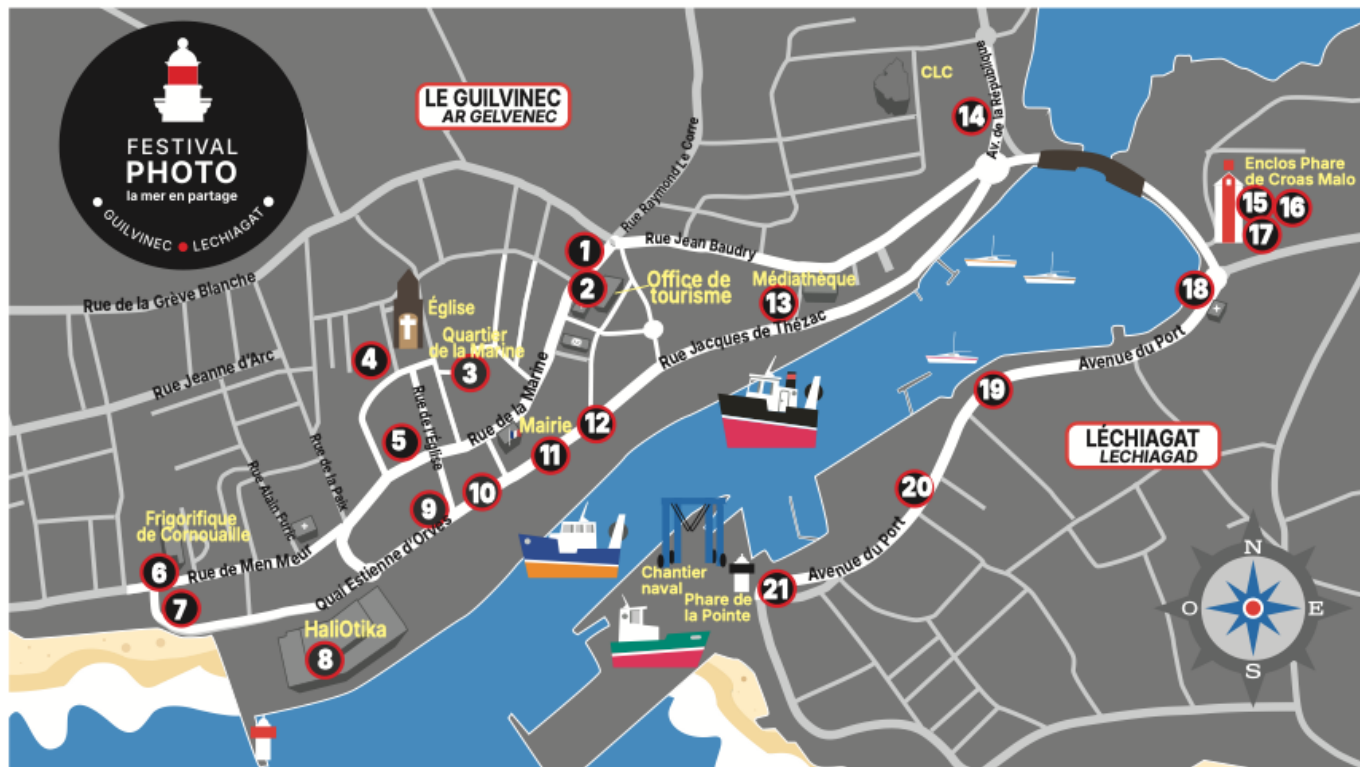 FESTIVAL
PHOTO
la mer en partage
GUILVINEC LECHIAGAT
LE GUILVINEC
AR GELVENEC
CLC
14
Av. de la République
Enclos Phare
de Croas Malo
15
16
17
18
Rue Raymond Le Corre
1
Rue Jean Baudry
2
Office de
tourisme
Médiathèque
13
Rue Jacques de Thézac
Rue de la Grève Blanche
Église
Quartier
de la Marine
3
4
Rue Jeanne d'Arc
Rue de la Marine
Rue de l'Église
5
Mairie
11
12
10
9
Rue de la Paix
Rue Alain Furic
Frigorifique
de Cornouaille
6
Rue de Men Meur
7
Quai Estienne d'Orves
HaliOtika
8
Avenue du Port
19
LÉCHIAGAT
LECHIAGAD
20
Avenue du Port
21
Chantier
naval
Phare de
la Pointe
N
O
E
S